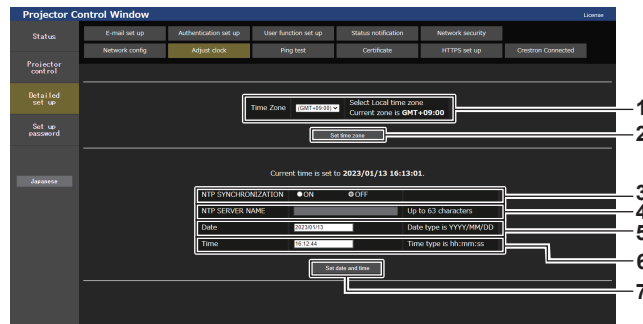 Projector Control Window
License
Status
E-mail set up
Authentication set up
User function set up
Status notification
Network security
Network config
Adjust clock
Ping test
Certificate
HTTPS set up
Crestron Connected
Projector
control
Detailed
set up
Set up
password
Japanese
Time Zone
(GMT+09:00)
Select Local time zone
Current zone is GMT+09:00
1
Set time zone
2
Current time is set to 2023/01/13 16:13:01.
NTP SYNCHRONIZATION ON OFF
3
NTP SERVER NAME Up to 63 characters
4
Date 2023/01/13 Date type is YYYY/MM/DD
5
Time 16:12:44 Time type is hh:mm:ss
6
Set date and time
7